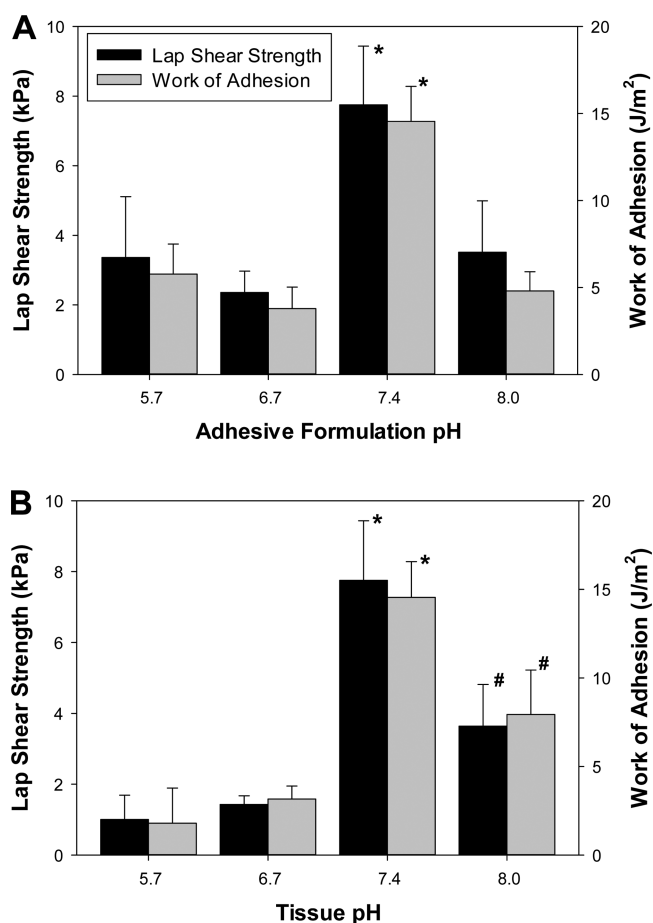 A
Lap Shear Strength (kPa)
10
8
6
4
2
0
Lap Shear Strength
Work of Adhesion
*
*
20
15
10
5
0
Work of Adhesion (J/m²)
5.7 6.7 7.4 8.0
Adhesive Formulation pH
B
Lap Shear Strength (kPa)
10
8
6
4
2
0
*
*
#
#
20
15
10
5
0
Work of Adhesion (J/m²)
5.7 6.7 7.4 8.0
Tissue pH